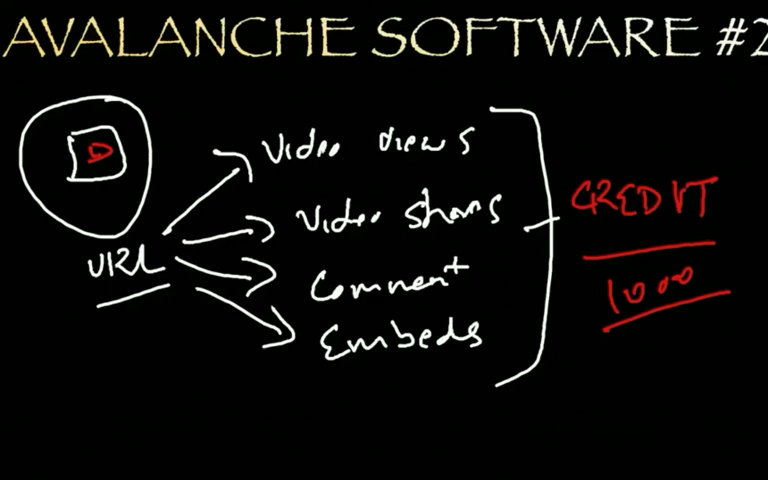 AVALANCHE SOFTWARE #2
Video views
Video shares
URL
Comment
Embeds
CREDIT
1000